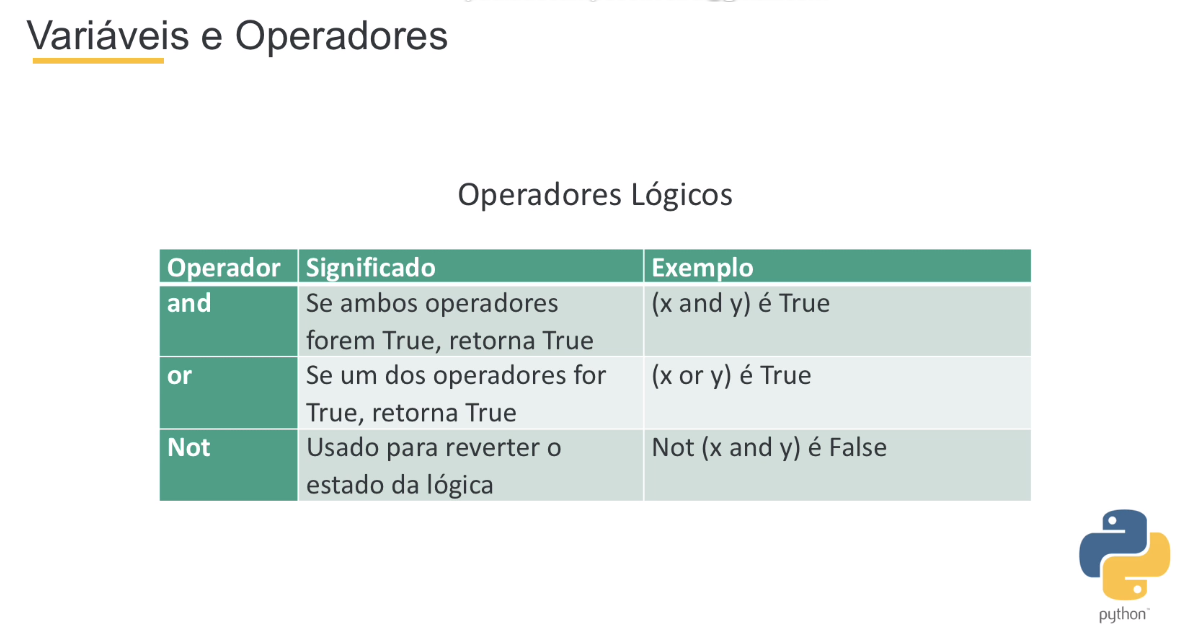 Variáveis e Operadores
Operadores Lógicos
Operador Significado Exemplo
and Se ambos operadores (x and y) é True
forem True, retorna True
or Se um dos operadores for (x or y) é True
True, retorna True
Not Usado para reverter o Not (x and y) é False
estado da lógica
python™